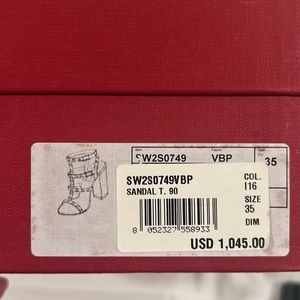 SW2S0749 VBP 35
SW2S0749VBP
SANDAL T. 90
COL.
I16
SIZE
35
DIM
8 052327 558933
USD 1,045.00